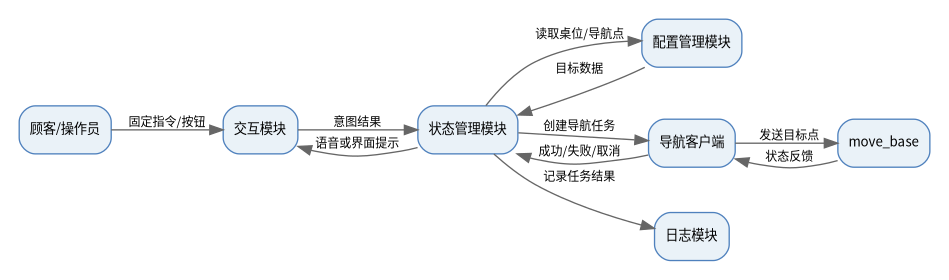 读取桌位/导航点
配置管理模块
目标数据
顾客/操作员
固定指令/按钮
交互模块
意图结果
语音或界面提示
状态管理模块
创建导航任务
成功/失败/取消
导航客户端
发送目标点
状态反馈
move_base
记录任务结果
日志模块